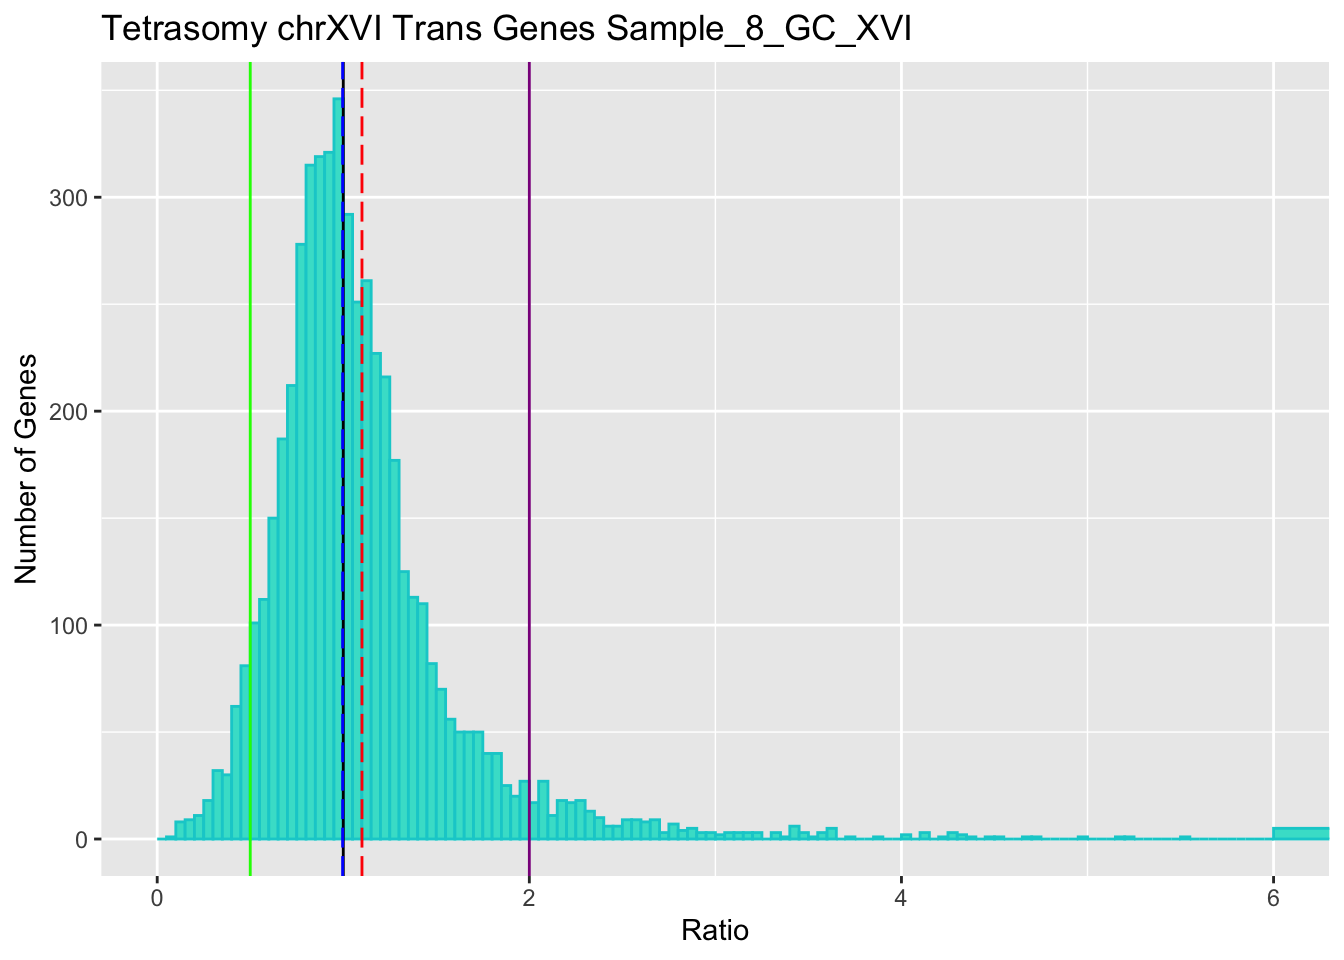 Tetrasomy chrXVI Trans Genes Sample_8_GC_XVI
Number of Genes
300
200
100
0
0 2 4 6
Ratio